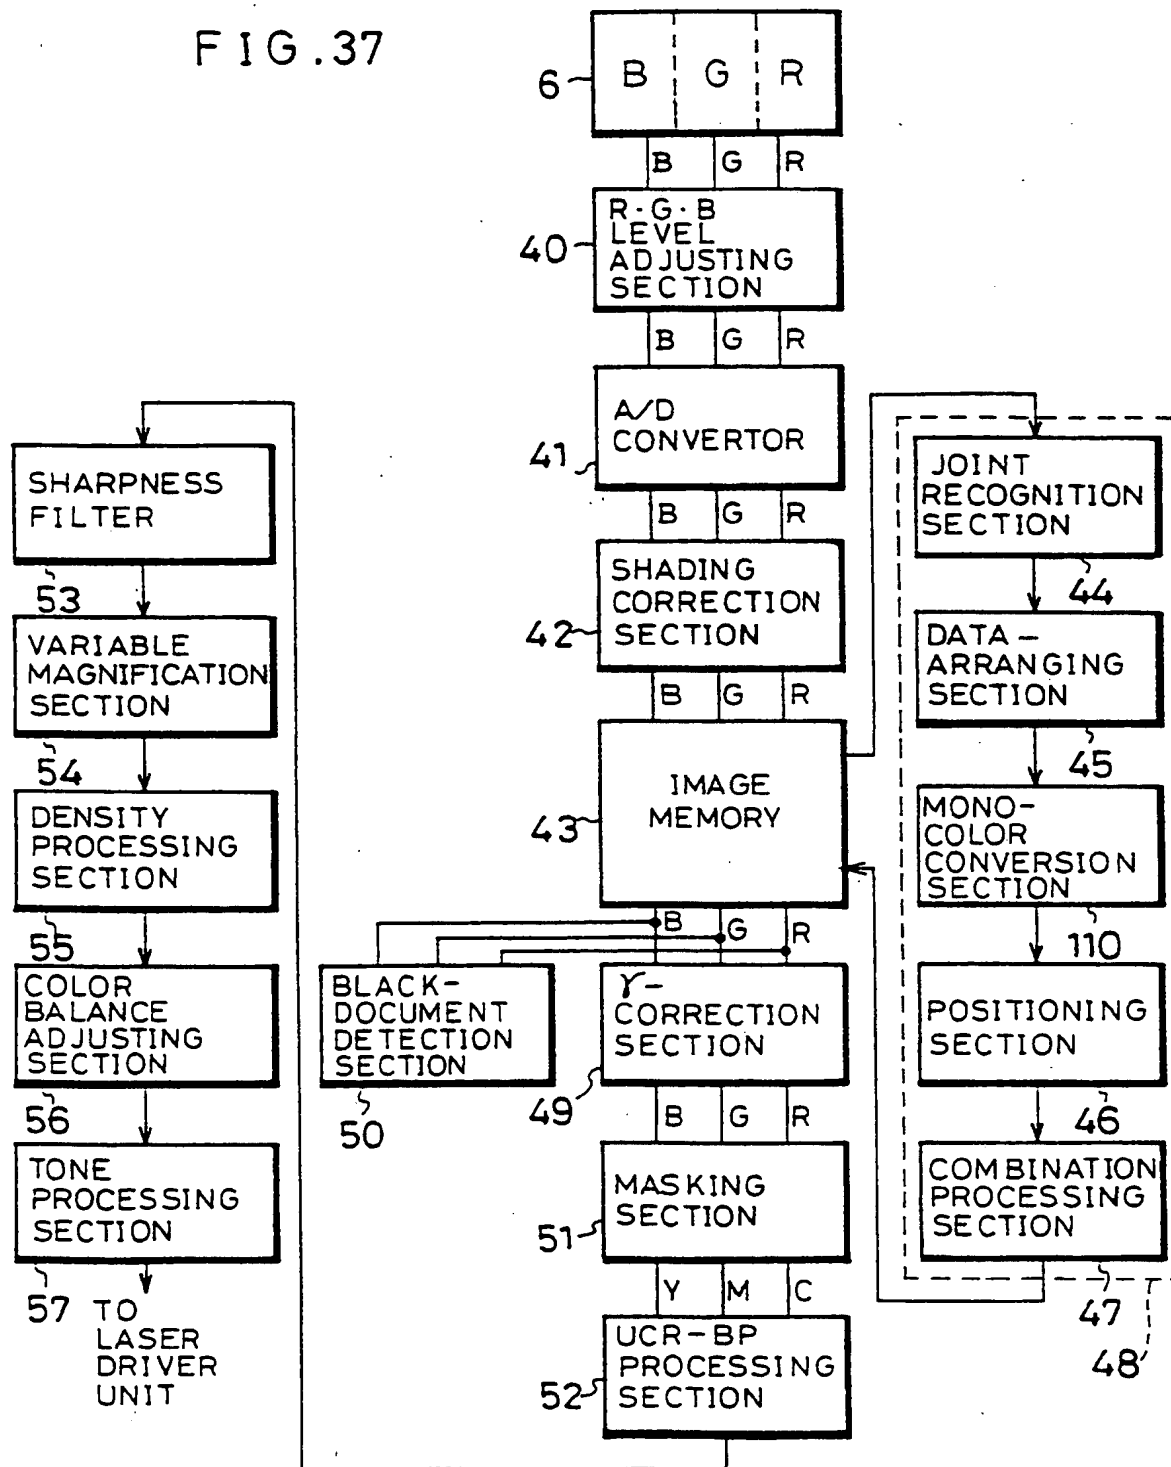 FIG.37
6
B G R
B G R
40
R·G·B
LEVEL
ADJUSTING
SECTION
B G R
41
A/D
CONVERTOR
B G R
42
SHADING
CORRECTION
SECTION
B G R
43
IMAGE
MEMORY
B G R
BLACK-
DOCUMENT
DETECTION
SECTION
50
γ-
CORRECTION
SECTION
49
B G R
MASKING
SECTION
51
Y M C
UCR-BP
PROCESSING
SECTION
52
JOINT
RECOGNITION
SECTION
44
DATA-
ARRANGING
SECTION
45
MONO-
COLOR
CONVERSION
SECTION
110
POSITIONING
SECTION
46
COMBINATION
PROCESSING
SECTION
47
48
SHARPNESS
FILTER
53
VARIABLE
MAGNIFICATION
SECTION
54
DENSITY
PROCESSING
SECTION
55
COLOR
BALANCE
ADJUSTING
SECTION
56
TONE
PROCESSING
SECTION
57
TO
LASER
DRIVER
UNIT